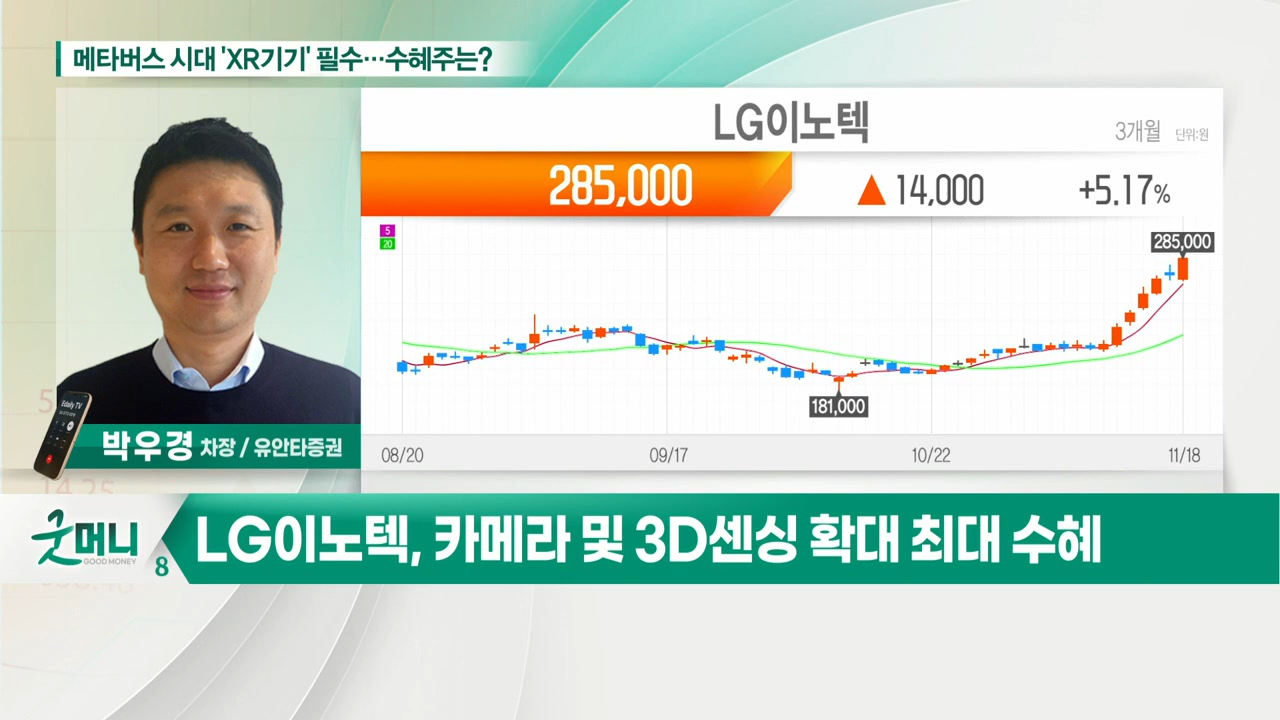 메타버스 시대 'XR기기' 필수…수혜주는?
LG이노텍
3개월 단위:원
285,000 ▲ 14,000 +5.17%
5
20
285,000
181,000
08/20 09/17 10/22 11/18
Edaily TV
박우경 차장 / 유안타증권
14.25
굿머니
GOOD MONEY
8
LG이노텍, 카메라 및 3D센싱 확대 최대 수혜